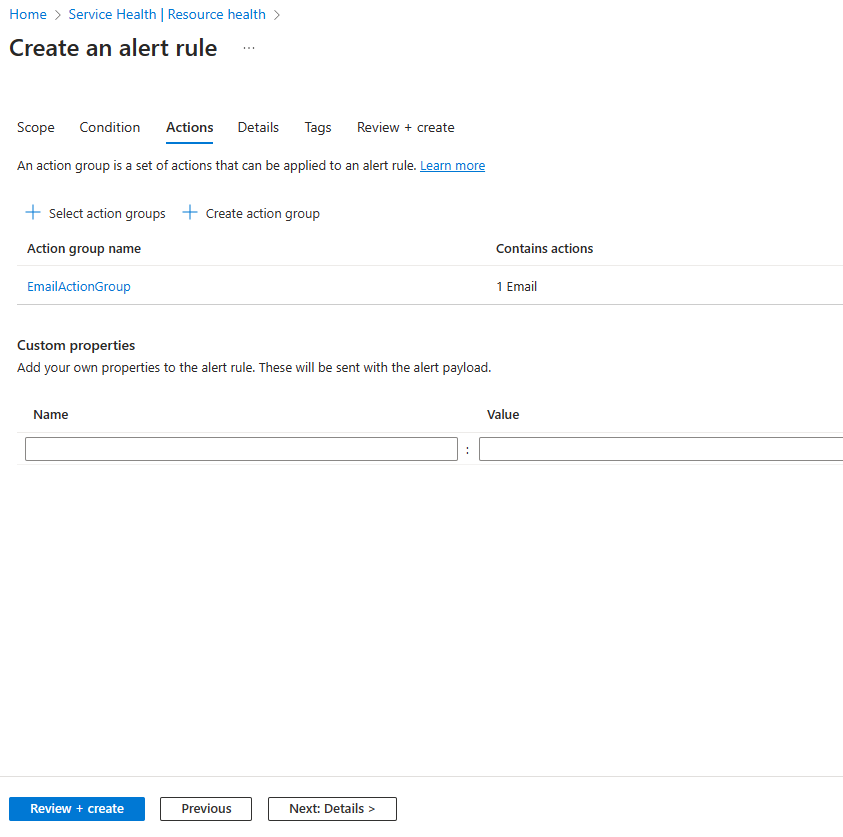 Home > Service Health | Resource health >
Create an alert rule ...
Scope Condition Actions Details Tags Review + create
An action group is a set of actions that can be applied to an alert rule. Learn more
+ Select action groups + Create action group
Action group name Contains actions
EmailActionGroup 1 Email
Custom properties
Add your own properties to the alert rule. These will be sent with the alert payload.
Name Value
:
Review + create Previous Next: Details >